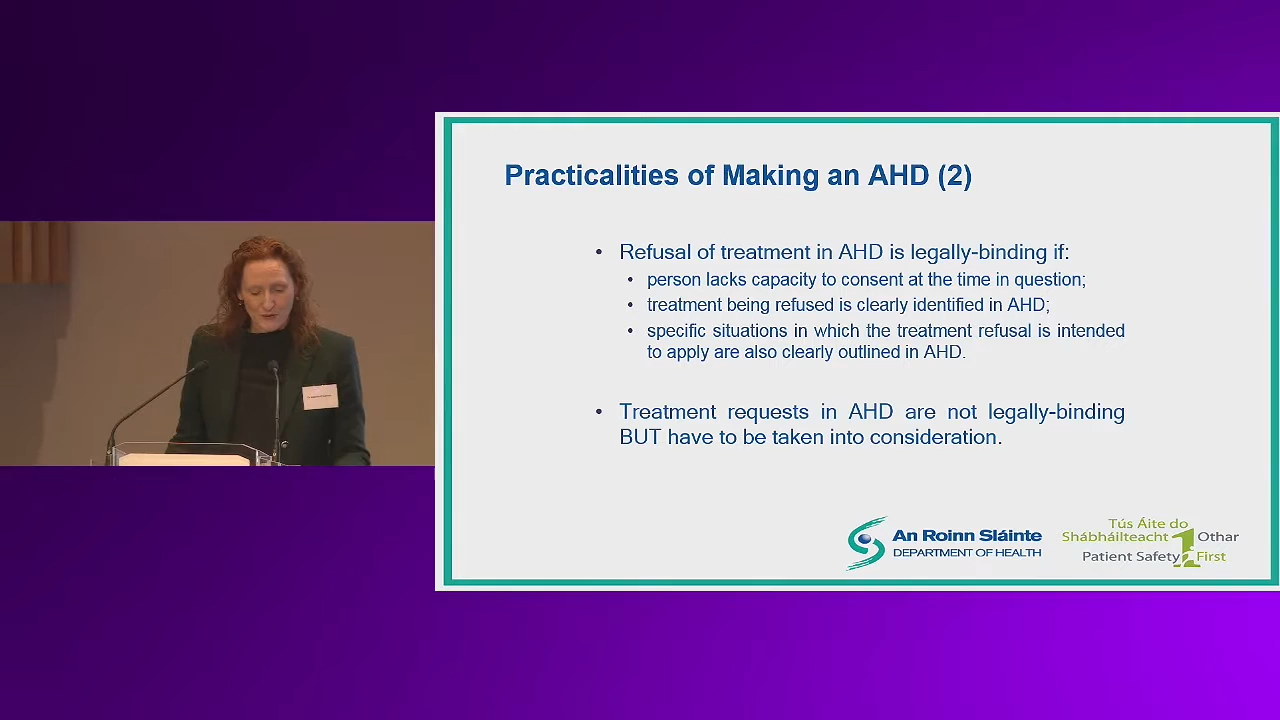 Practicalities of Making an AHD (2)
• Refusal of treatment in AHD is legally-binding if:
• person lacks capacity to consent at the time in question;
• treatment being refused is clearly identified in AHD;
• specific situations in which the treatment refusal is intended
to apply are also clearly outlined in AHD.
• Treatment requests in AHD are not legally-binding
BUT have to be taken into consideration.
An Roinn Sláinte
DEPARTMENT OF HEALTH
Tús Áite do
Shábháilteacht 1 Othar
Patient Safety First